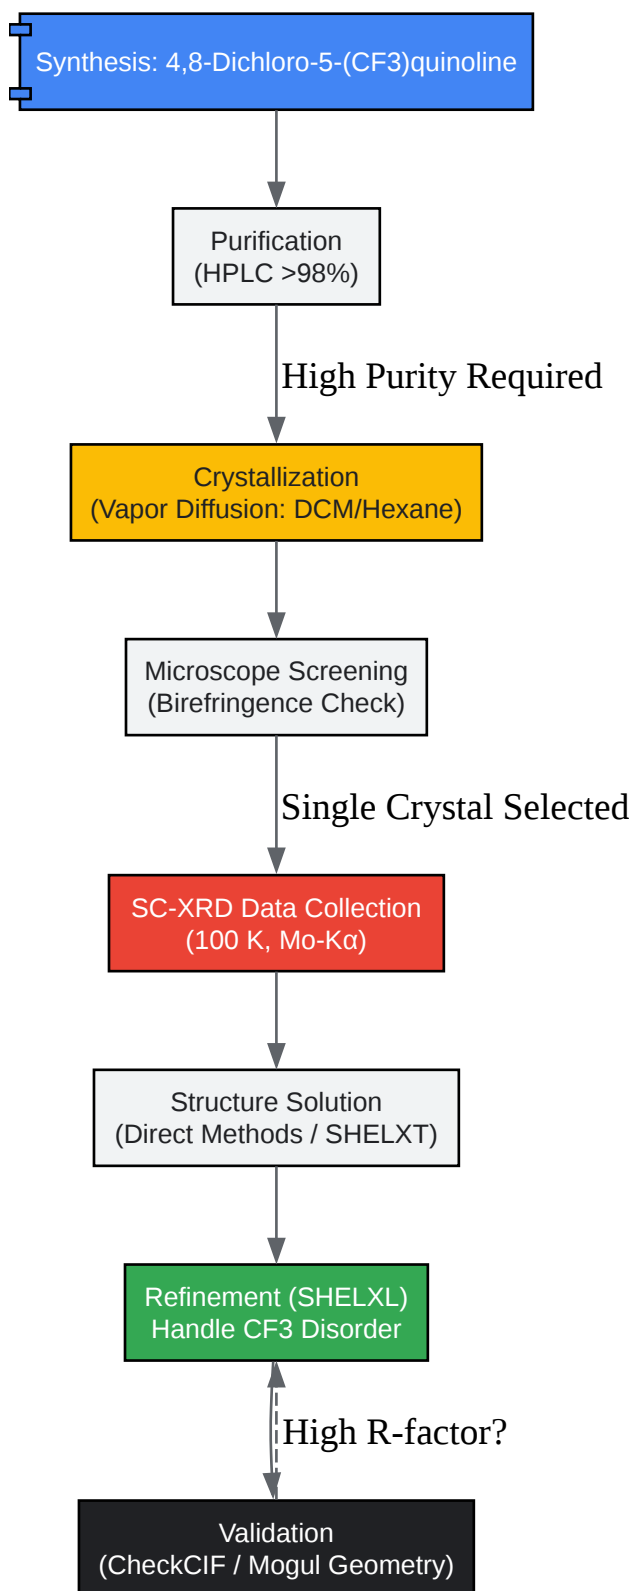 Synthesis: 4,8-Dichloro-5-(CF3)quinoline
Purification
(HPLC >98%)
High Purity Required
Crystallization
(Vapor Diffusion: DCM/Hexane)
Microscope Screening
(Birefringence Check)
Single Crystal Selected
SC-XRD Data Collection
(100 K, Mo-Kα)
Structure Solution
(Direct Methods / SHELXT)
Refinement (SHELXL)
Handle CF3 Disorder
High R-factor?
Validation
(CheckCIF / Mogul Geometry)